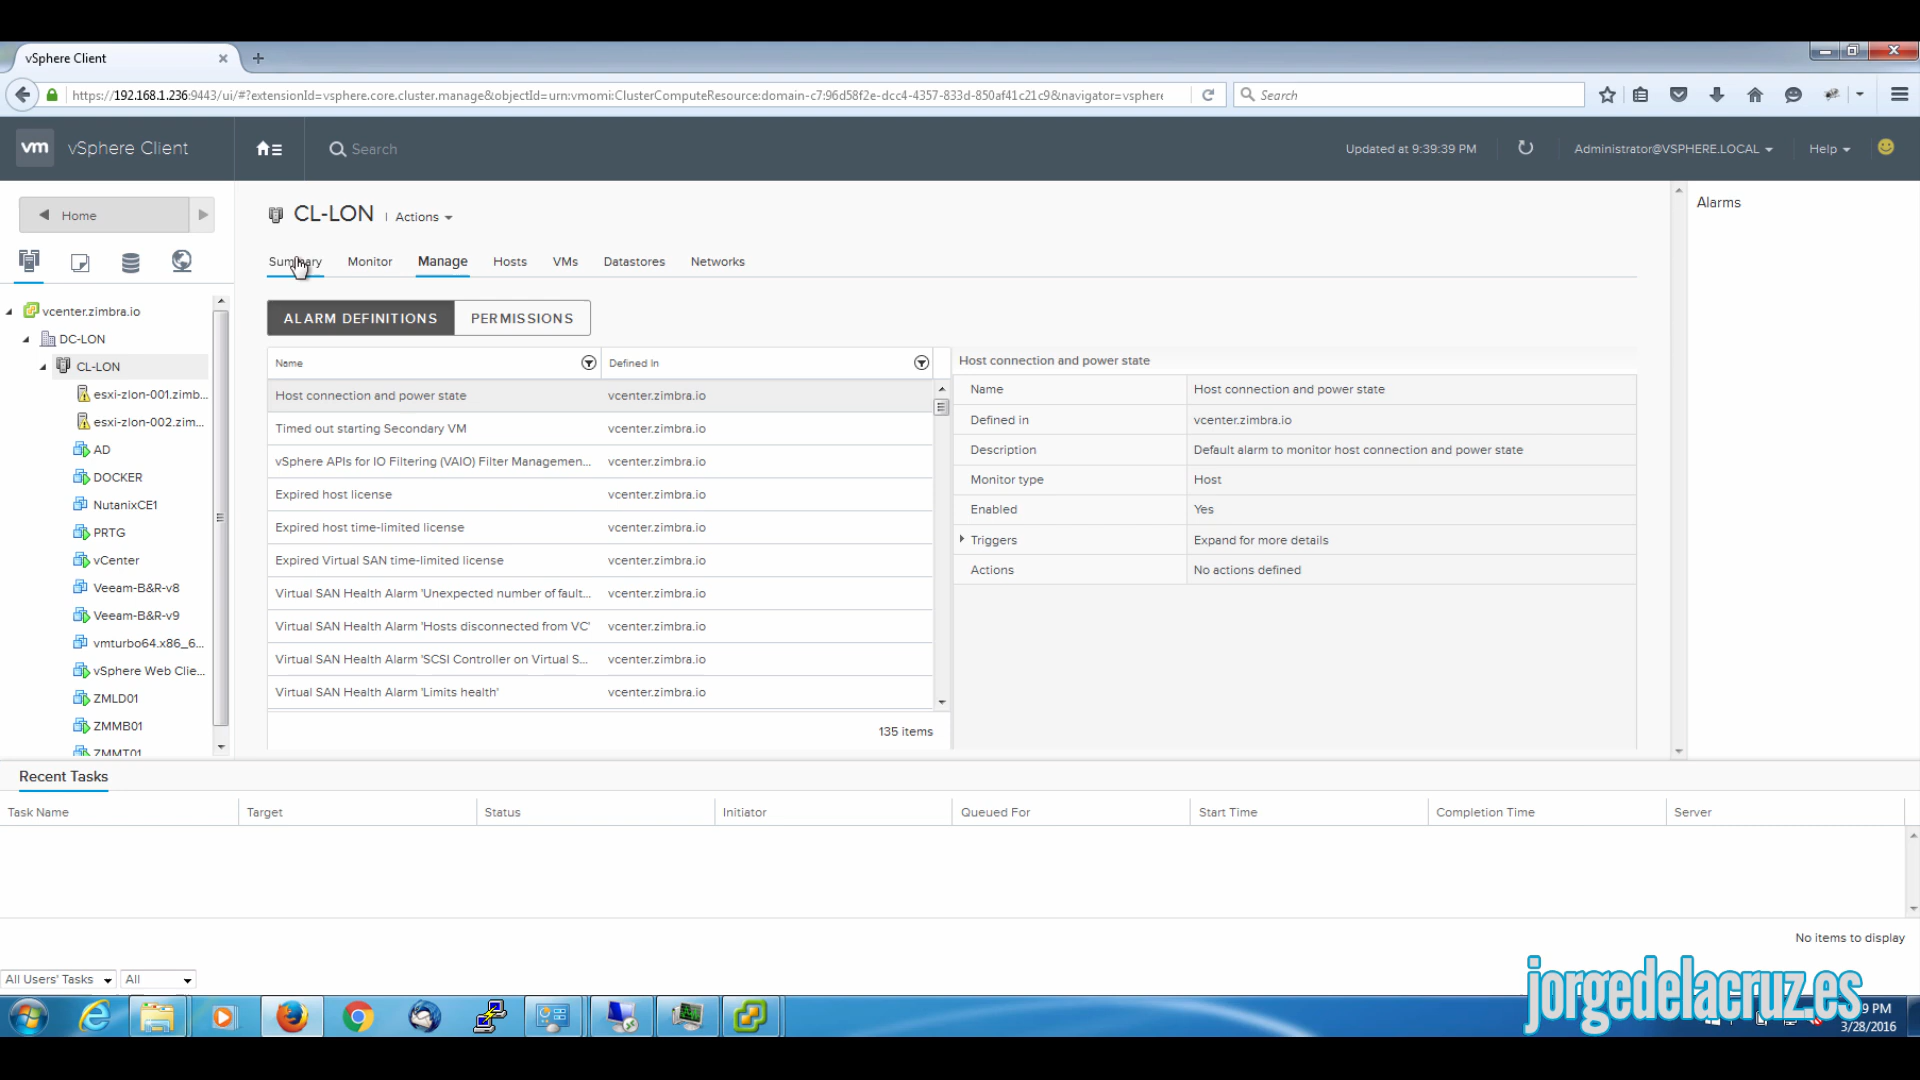 vSphere Client
https://192.168.1.236:9443/ui/#?extensionId=vsphere.core.cluster.manage&objectId=urn:vmomi:ClusterComputeResource:domain-c7:96d58f2e-dcc4-4357-833d-850af41c21c9&navigator=vsphere
Search
vm vSphere Client
Search
Updated at 9:39:39 PM
Administrator@VSPHERE.LOCAL
Help
Home
CL-LON
Actions
Alarms
Summary Monitor Manage Hosts VMs Datastores Networks
vcenter.zimbra.io
DC-LON
CL-LON
esxi-zlon-001.zimb...
esxi-zlon-002.zim...
AD
DOCKER
NutanixCE1
PRTG
vCenter
Veeam-B&R-v8
Veeam-B&R-v9
vmturbo64.x86_6...
vSphere Web Clie...
ZMLD01
ZMMB01
ZMMT01
ALARM DEFINITIONS PERMISSIONS
Name Defined In
Host connection and power state vcenter.zimbra.io
Timed out starting Secondary VM vcenter.zimbra.io
vSphere APIs for IO Filtering (VAIO) Filter Managemen... vcenter.zimbra.io
Expired host license vcenter.zimbra.io
Expired host time-limited license vcenter.zimbra.io
Expired Virtual SAN time-limited license vcenter.zimbra.io
Virtual SAN Health Alarm 'Unexpected number of fault... vcenter.zimbra.io
Virtual SAN Health Alarm 'Hosts disconnected from VC' vcenter.zimbra.io
Virtual SAN Health Alarm 'SCSI Controller on Virtual S... vcenter.zimbra.io
Virtual SAN Health Alarm 'Limits health' vcenter.zimbra.io
135 items
Host connection and power state
Name Host connection and power state
Defined in vcenter.zimbra.io
Description Default alarm to monitor host connection and power state
Monitor type Host
Enabled Yes
Triggers Expand for more details
Actions No actions defined
Recent Tasks
Task Name Target Status Initiator Queued For Start Time Completion Time Server
No items to display
All Users' Tasks All
jorgedelacruz.es
9 PM
3/28/2016